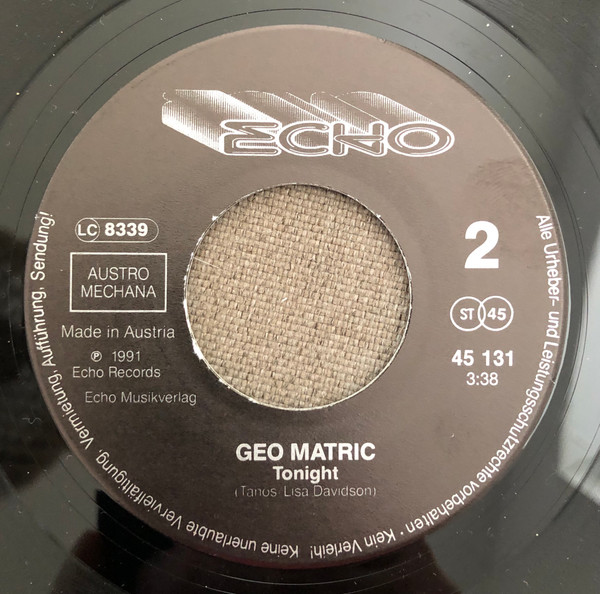 ECHO
LC 8339
AUSTRO
MECHANA
Made in Austria
℗ 1991
Echo Records
Echo Musikverlag
2
ST 45
45 131
3:38
GEO MATRIC
Tonight
(Tanos Lisa Davidson)
Alle Urheber- und Leistungsschutzrechte vorbehalten · Kein Verleih! · Keine unerlaubte Vervielfältigung, Vermietung, Aufführung, Sendung!